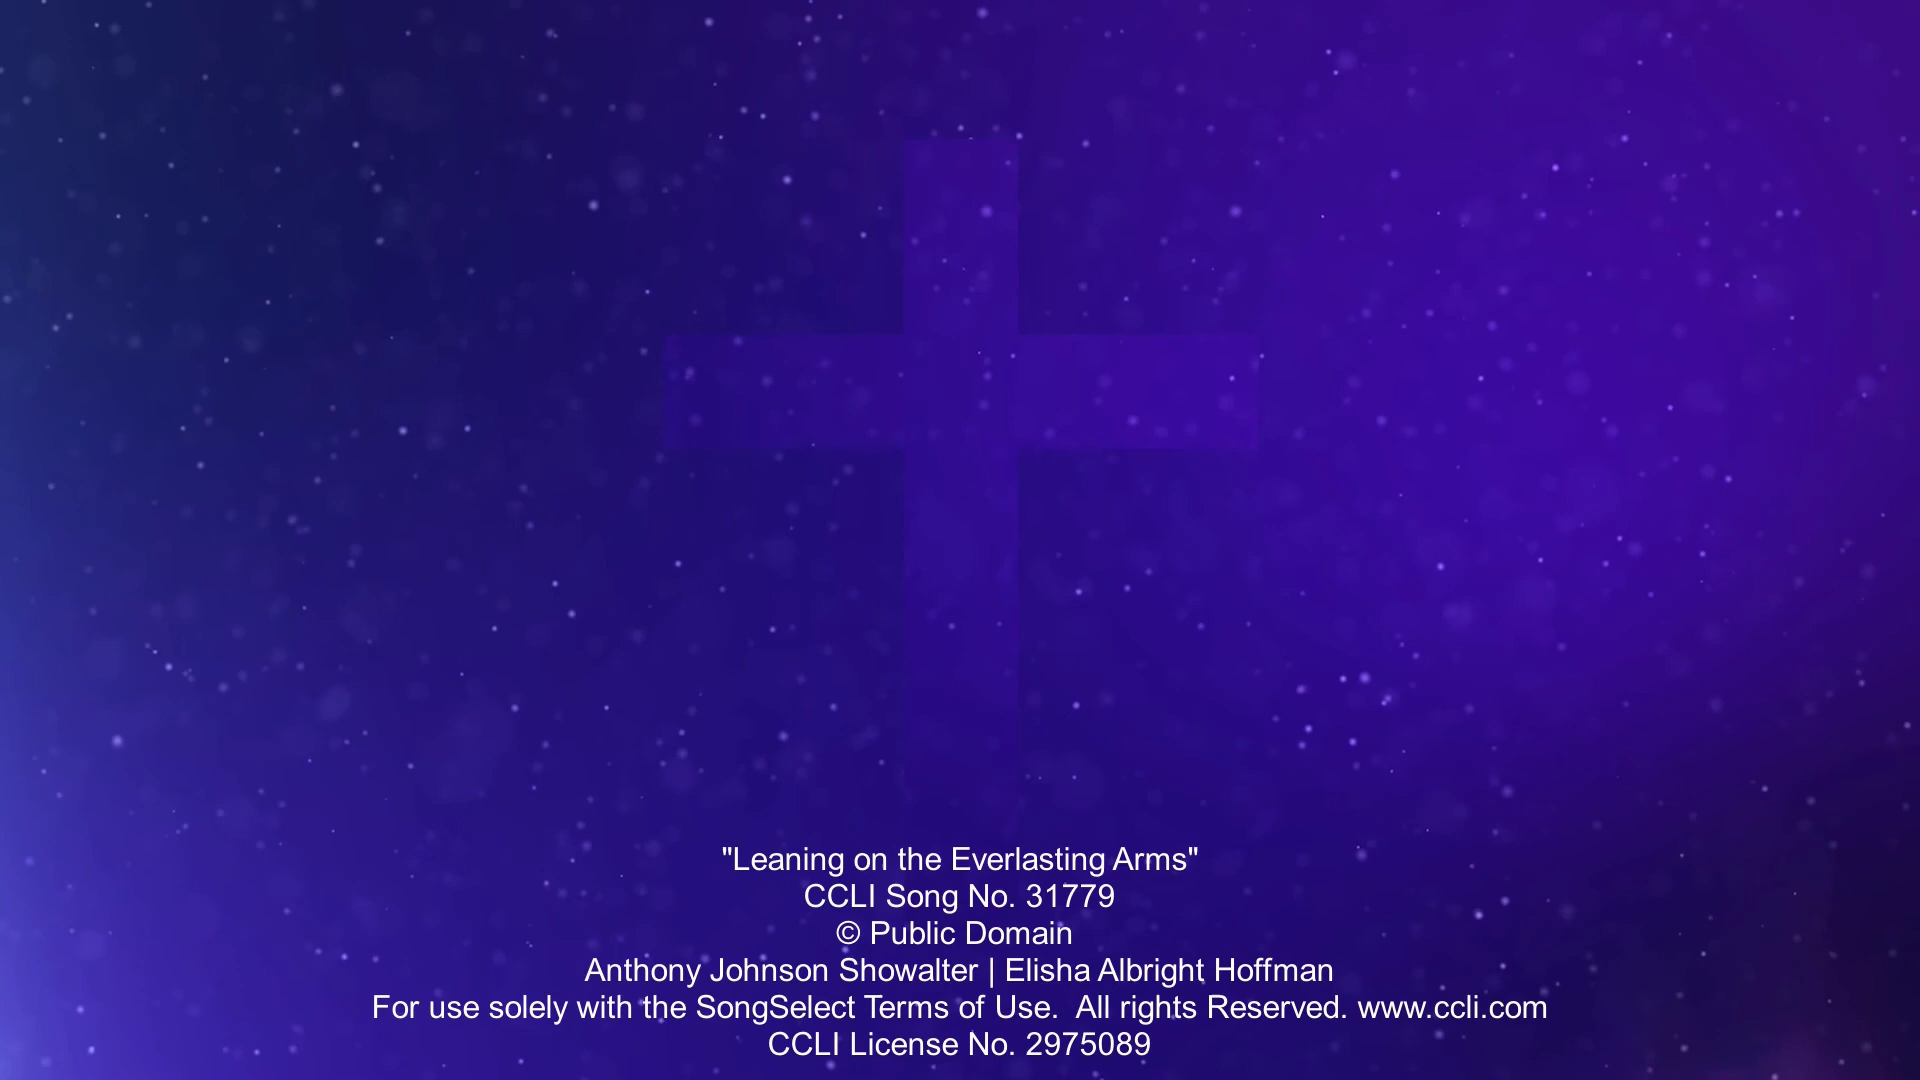 "Leaning on the Everlasting Arms"
CCLI Song No. 31779
© Public Domain
Anthony Johnson Showalter | Elisha Albright Hoffman
For use solely with the SongSelect Terms of Use.  All rights Reserved. www.ccli.com
CCLI License No. 2975089